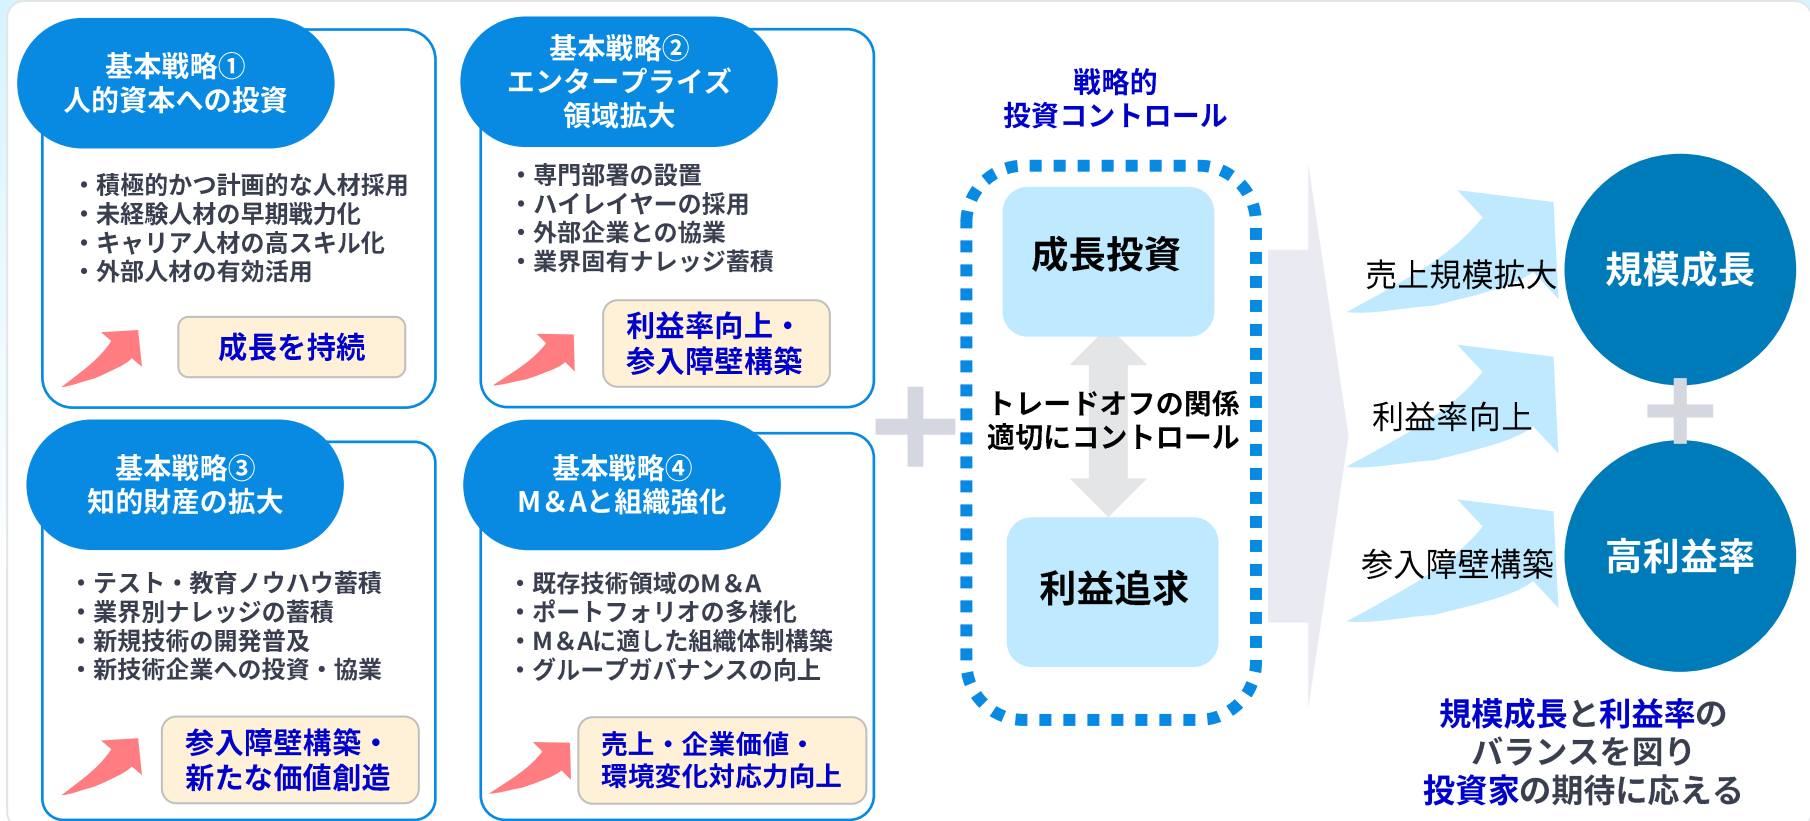 基本戦略①
人的資本への投資
・積極的かつ計画的な人材採用
・未経験人材の早期戦力化
・キャリア人材の高スキル化
・外部人材の有効活用
成長を持続
基本戦略②
エンタープライズ
領域拡大
・専門部署の設置
・ハイレイヤーの採用
・外部企業との協業
・業界固有ナレッジ蓄積
利益率向上・
参入障壁構築
基本戦略③
知的財産の拡大
・テスト・教育ノウハウ蓄積
・業界別ナレッジの蓄積
・新規技術の開発普及
・新技術企業への投資・協業
参入障壁構築・
新たな価値創造
基本戦略④
M＆Aと組織強化
・既存技術領域のM＆A
・ポートフォリオの多様化
・M＆Aに適した組織体制構築
・グループガバナンスの向上
売上・企業価値・
環境変化対応力向上
戦略的
投資コントロール
成長投資
トレードオフの関係
適切にコントロール
利益追求
売上規模拡大
利益率向上
参入障壁構築
規模成長
高利益率
規模成長と利益率の
バランスを図り
投資家の期待に応える